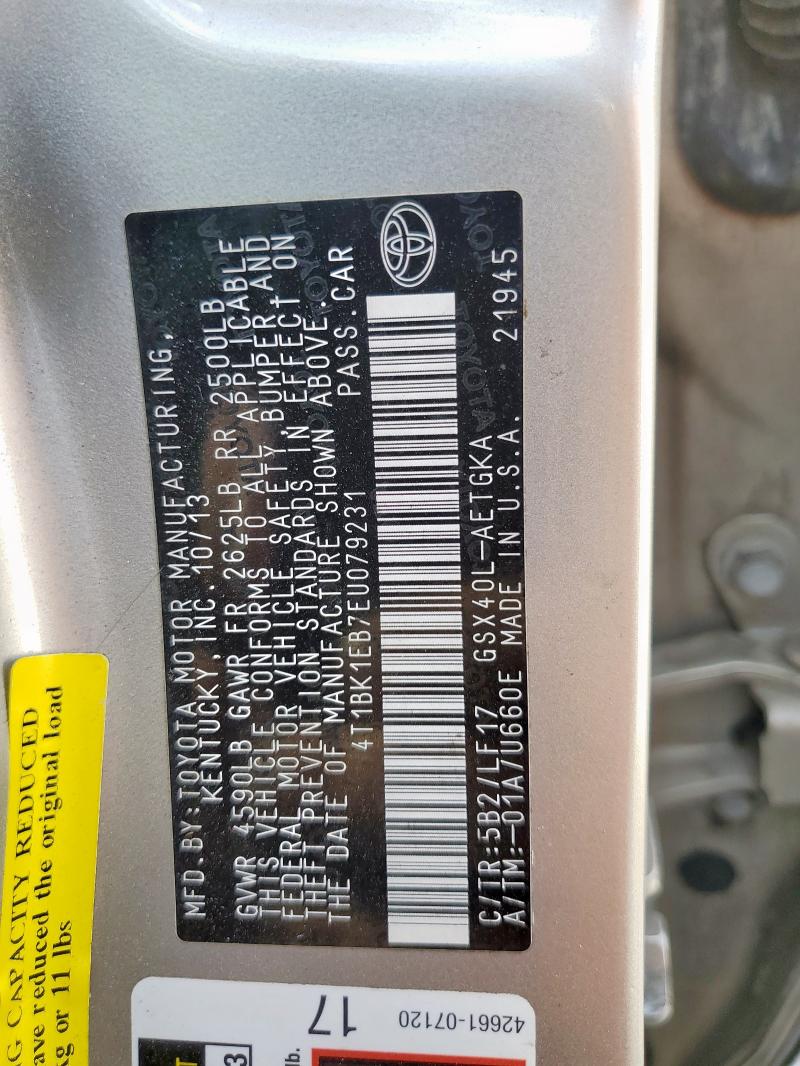 MFD.BY:TOYOTA MOTOR MANUFACTURING,
KENTUCKY, INC. 10/13
GVWR 4590LB GAWR FR 2625LB RR 2500LB
THIS VEHICLE CONFORMS TO ALL APPLICABLE
FEDERAL MOTOR VEHICLE SAFETY, BUMPER, AND
THEFT PREVENTION STANDARDS IN EFFECT ON
THE DATE OF MANUFACTURE SHOWN ABOVE.
4T1BK1EB7EU079231 PASS.CAR
C/TR:5B2/LF17 GSX40L-AETGKA
A/TM:-01A/U660E MADE IN U.S.A. 21945
CAPACITY REDUCED
ave reduced the original load
kg or 11 lbs
17
42661-07120
3
lb.